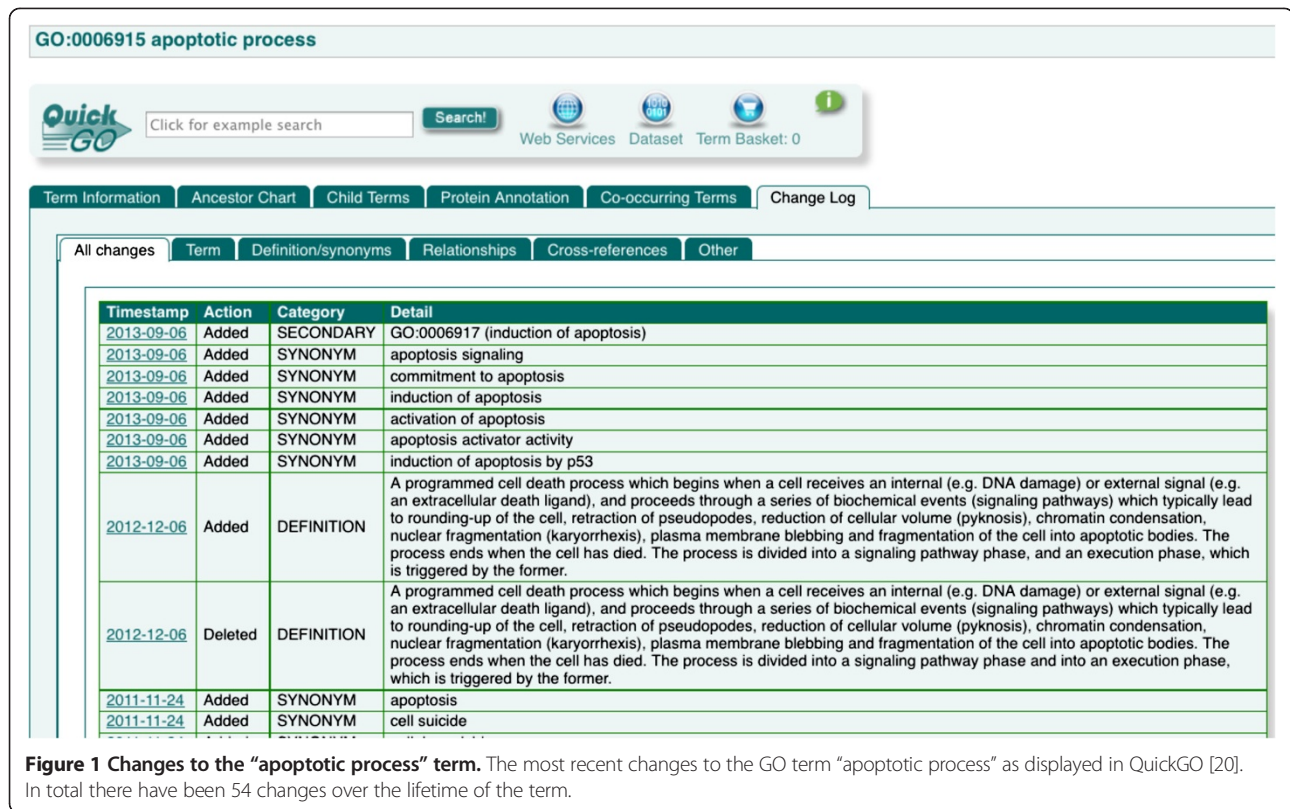 GO:0006915 apoptotic process
Quick GO
Click for example search
Search!
Web Services Dataset Term Basket: 0
i
Term Information Ancestor Chart Child Terms Protein Annotation Co-occurring Terms Change Log
All changes Term Definition/synonyms Relationships Cross-references Other
Timestamp Action Category Detail
2013-09-06 Added SECONDARY GO:0006917 (induction of apoptosis)
2013-09-06 Added SYNONYM apoptosis signaling
2013-09-06 Added SYNONYM commitment to apoptosis
2013-09-06 Added SYNONYM induction of apoptosis
2013-09-06 Added SYNONYM activation of apoptosis
2013-09-06 Added SYNONYM apoptosis activator activity
2013-09-06 Added SYNONYM induction of apoptosis by p53
2012-12-06 Added DEFINITION
A programmed cell death process which begins when a cell receives an internal (e.g. DNA damage) or external signal (e.g.
an extracellular death ligand), and proceeds through a series of biochemical events (signaling pathways) which typically lead
to rounding-up of the cell, retraction of pseudopodes, reduction of cellular volume (pyknosis), chromatin condensation,
nuclear fragmentation (karyorrhexis), plasma membrane blebbing and fragmentation of the cell into apoptotic bodies. The
process ends when the cell has died. The process is divided into a signaling pathway phase, and an execution phase, which
is triggered by the former.
2012-12-06 Deleted DEFINITION
A programmed cell death process which begins when a cell receives an internal (e.g. DNA damage) or external signal (e.g.
an extracellular death ligand), and proceeds through a series of biochemical events (signaling pathways) which typically lead
to rounding-up of the cell, retraction of pseudopodes, reduction of cellular volume (pyknosis), chromatin condensation,
nuclear fragmentation (karyorrhexis), plasma membrane blebbing and fragmentation of the cell into apoptotic bodies. The
process ends when the cell has died. The process is divided into a signaling pathway phase and into an execution phase,
which is triggered by the former.
2011-11-24 Added SYNONYM apoptosis
2011-11-24 Added SYNONYM cell suicide
Figure 1 Changes to the “apoptotic process” term. The most recent changes to the GO term “apoptotic process” as displayed in QuickGO [20].
In total there have been 54 changes over the lifetime of the term.